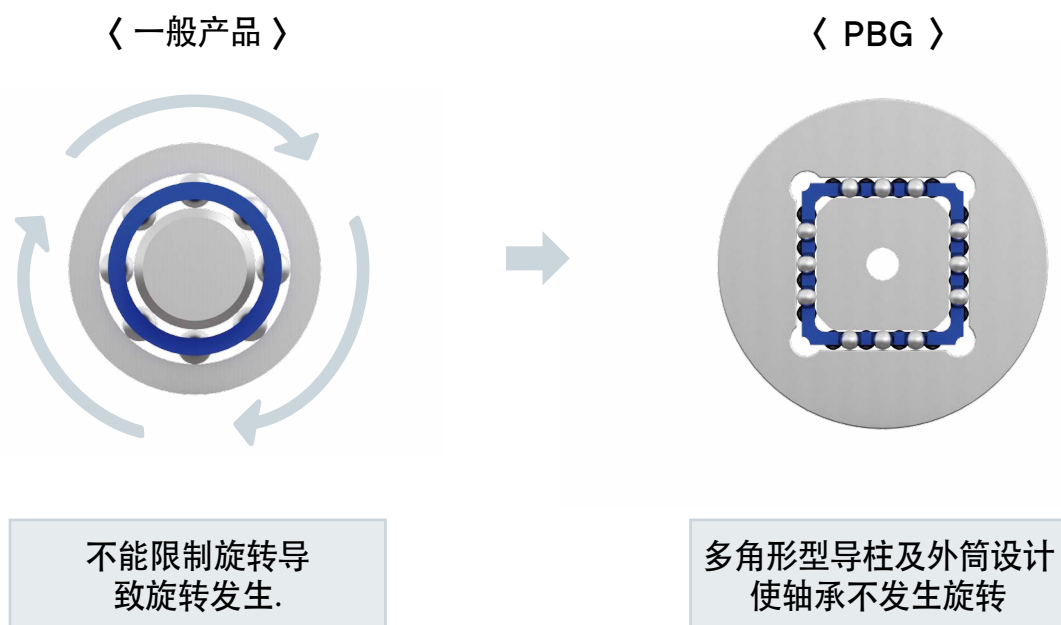 〈 一般产品 〉
〈 PBG 〉
不能限制旋转导
致旋转发生.
多角形型导柱及外筒设计
使轴承不发生旋转